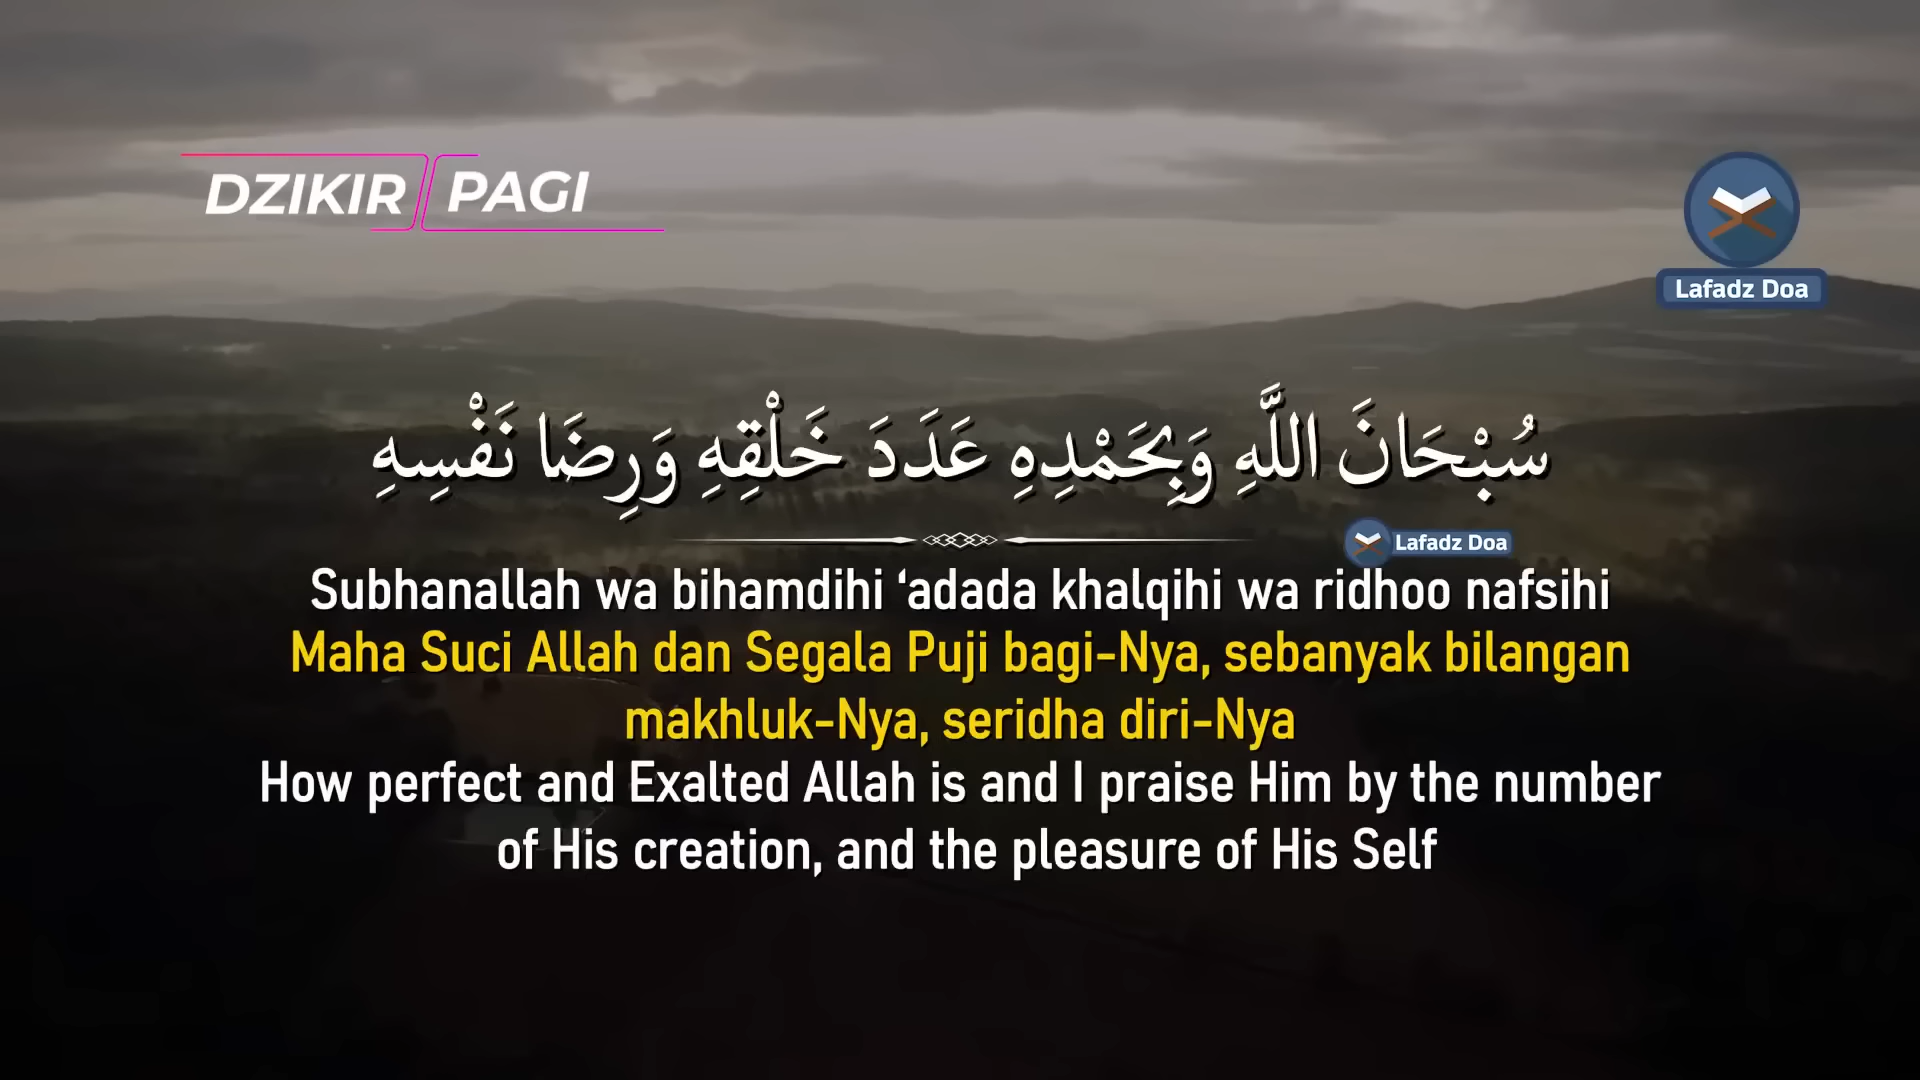 DZIKIR PAGI
Lafadz Doa
سُبْحَانَ اللَّهِ وَبِحَمْدِهِ عَدَدَ خَلْقِهِ وَرِضَا نَفْسِهِ
Lafadz Doa
Subhanallah wa bihamdihi ‘adada khalqihi wa ridhoo nafsihi
Maha Suci Allah dan Segala Puji bagi-Nya, sebanyak bilangan
makhluk-Nya, seridha diri-Nya
How perfect and Exalted Allah is and I praise Him by the number
of His creation, and the pleasure of His Self